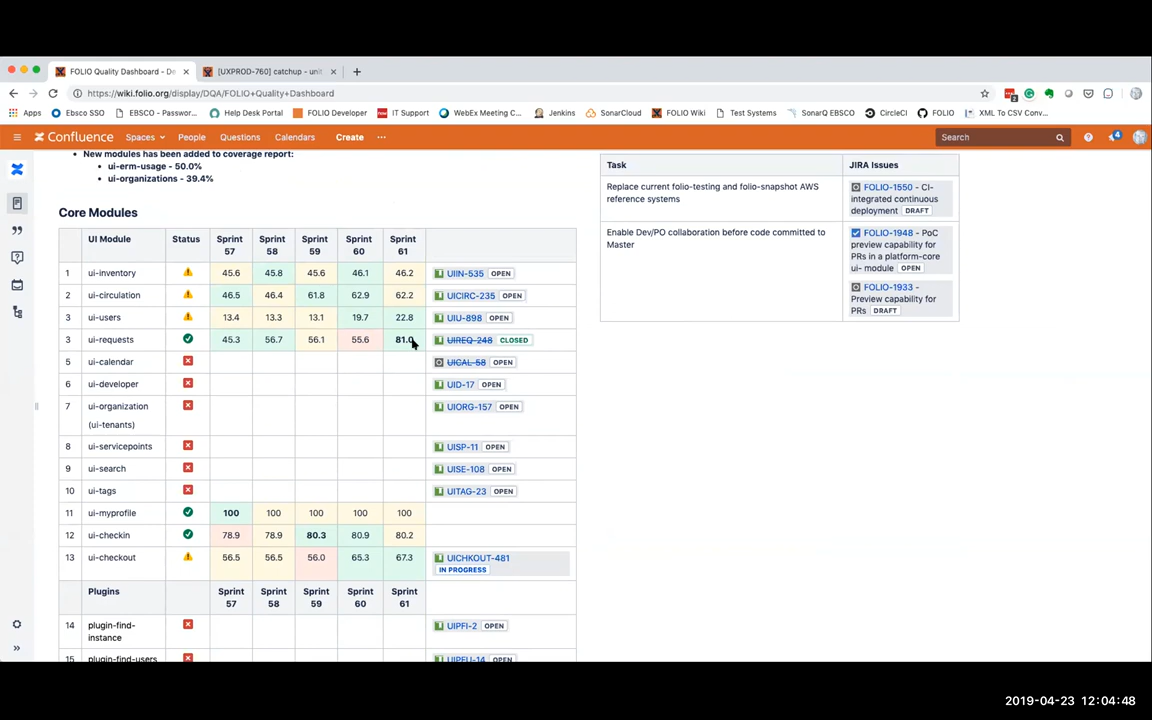 FOLIO Quality Dashboard - De
[UXPROD-760] catchup - unit
https://wiki.folio.org/display/DQA/FOLIO+Quality+Dashboard
Apps Ebsco SSO EBSCO - Passwor... Help Desk Portal FOLIO Developer IT Support WebEx Meeting C... Jenkins SonarCloud FOLIO Wiki Test Systems SonarQ EBSCO CircleCI FOLIO XML To CSV Conv...
Confluence Spaces People Questions Calendars Create ••• Search 4
New modules has been added to coverage report:
ui-erm-usage - 50.0%
ui-organizations - 39.4%
Core Modules
UI Module Status Sprint 57 Sprint 58 Sprint 59 Sprint 60 Sprint 61
1 ui-inventory 45.6 45.8 45.6 46.1 46.2 UIIN-535 OPEN
2 ui-circulation 46.5 46.4 61.8 62.9 62.2 UICIRC-235 OPEN
3 ui-users 13.4 13.3 13.1 19.7 22.8 UIU-898 OPEN
3 ui-requests 45.3 56.7 56.1 55.6 81.0 UIREQ-248 CLOSED
5 ui-calendar UICAL-58 OPEN
6 ui-developer UID-17 OPEN
7 ui-organization UIORG-157 OPEN
(ui-tenants)
8 ui-servicepoints UISP-11 OPEN
9 ui-search UISE-108 OPEN
10 ui-tags UITAG-23 OPEN
11 ui-myprofile 100 100 100 100 100
12 ui-checkin 78.9 78.9 80.3 80.9 80.2
13 ui-checkout 56.5 56.5 56.0 65.3 67.3 UICHKOUT-481
IN PROGRESS
Plugins Sprint 57 Sprint 58 Sprint 59 Sprint 60 Sprint 61
14 plugin-find- UIPFI-2 OPEN
instance
15 plugin-find-users UIPFU-14 OPEN
Task JIRA Issues
Replace current folio-testing and folio-snapshot AWS
reference systems
FOLIO-1550 - CI-
integrated continuous
deployment DRAFT
Enable Dev/PO collaboration before code committed to
Master
FOLIO-1948 - PoC
preview capability for
PRs in a platform-core
ui- module OPEN
FOLIO-1933 -
Preview capability for
PRs DRAFT
2019-04-23 12:04:48